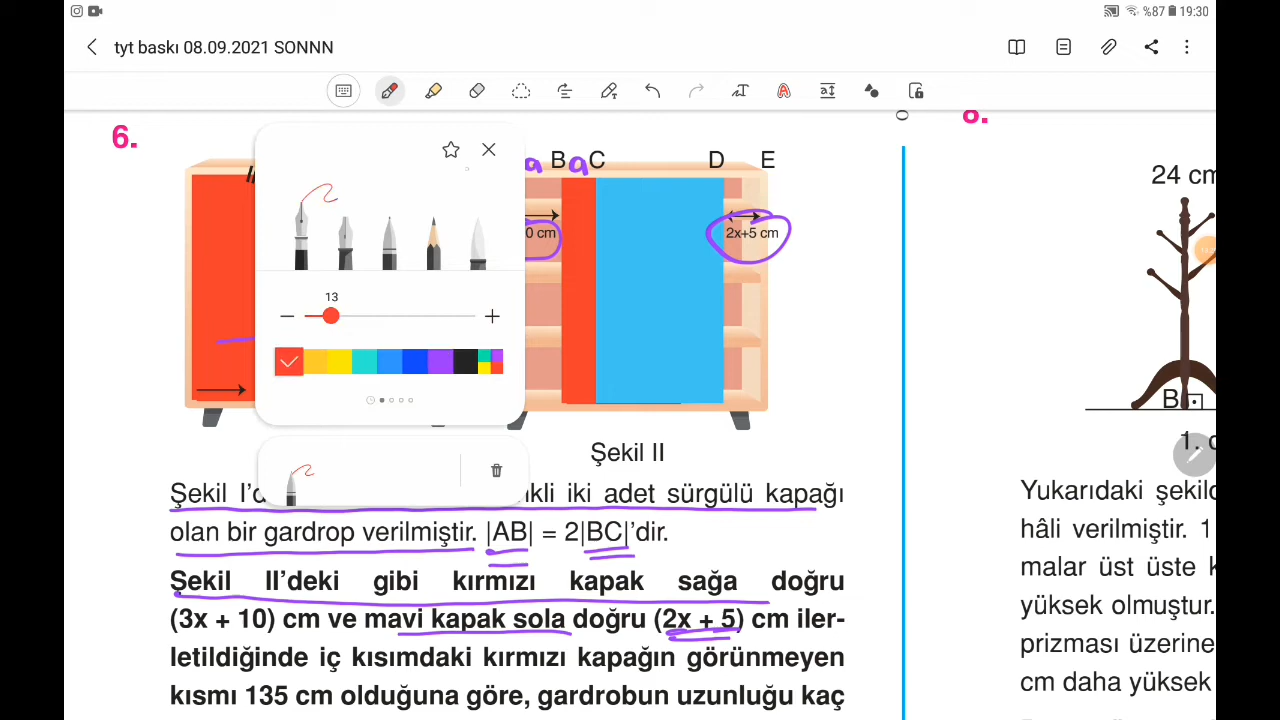 %87 19:30
tyt baskı 08.09.2021 SONNN
6.
8.
a B a C D E
0 cm
2x+5 cm
13
24 cm
B
Şekil II
olan bir gardrop verilmiştir. |AB| = 2|BC|'dir.
Şekil I'd ikli iki adet sürgülü kapağı
Şekil II'deki gibi kırmızı kapak sağa doğru
(3x + 10) cm ve mavi kapak sola doğru (2x + 5) cm iler-
letildiğinde iç kısımdaki kırmızı kapağın görünmeyen
kısmı 135 cm olduğuna göre, gardrobun uzunluğu kaç
1. c
Yukarıdaki şekild
hâli verilmiştir. 1
malar üst üste k
yüksek olmuştur.
prizması üzerine
cm daha yüksek